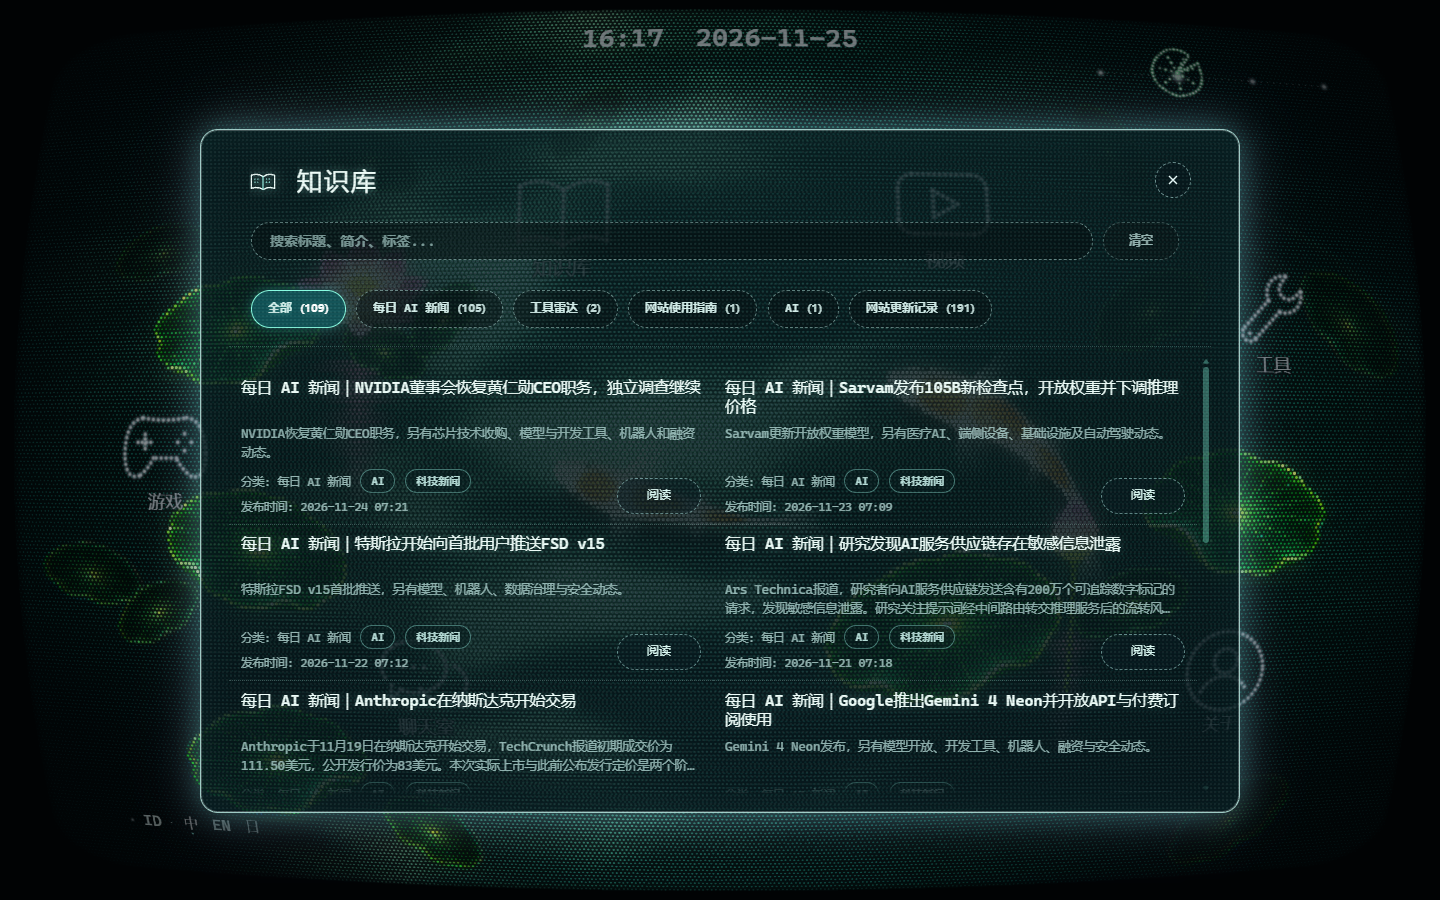 16:17 2026-11-25
知识库
×
搜索标题、简介、标签...
清空
全部 (109)
每日 AI 新闻 (105)
工具雷达 (2)
网站使用指南 (1)
AI (1)
网站更新记录 (191)
每日 AI 新闻 | NVIDIA董事会恢复黄仁勋CEO职务，独立调查继续
NVIDIA恢复黄仁勋CEO职务，另有芯片技术收购、模型与开发工具、机器人和融资
动态。
分类: 每日 AI 新闻 AI 科技新闻
发布时间: 2026-11-24 07:21
阅读
每日 AI 新闻 | Sarvam发布105B新检查点，开放权重并下调推理
价格
Sarvam更新开放权重模型，另有医疗AI、端侧设备、基础设施及自动驾驶动态。
分类: 每日 AI 新闻 AI 科技新闻
发布时间: 2026-11-23 07:09
阅读
每日 AI 新闻 | 特斯拉开始向首批用户推送FSD v15
特斯拉FSD v15首批推送，另有模型、机器人、数据治理与安全动态。
分类: 每日 AI 新闻 AI 科技新闻
发布时间: 2026-11-22 07:12
阅读
每日 AI 新闻 | 研究发现AI服务供应链存在敏感信息泄露
Ars Technica报道，研究者向AI服务供应链发送含有200万个可追踪数字标记的
请求，发现敏感信息泄露。研究关注提示词经中间路由转交推理服务后的流转风…
分类: 每日 AI 新闻 AI 科技新闻
发布时间: 2026-11-21 07:18
阅读
每日 AI 新闻 | Anthropic在纳斯达克开始交易
Anthropic于11月19日在纳斯达克开始交易，TechCrunch报道初期成交价为
111.50美元，公开发行价为83美元。本次实际上市与此前公布发行定价是两个阶…
每日 AI 新闻 | Google推出Gemini 4 Neon并开放API与付费订
阅使用
Gemini 4 Neon发布，另有模型开放、开发工具、机器人、融资与安全动态。
工具
游戏
关于
· ID · 中 EN 日